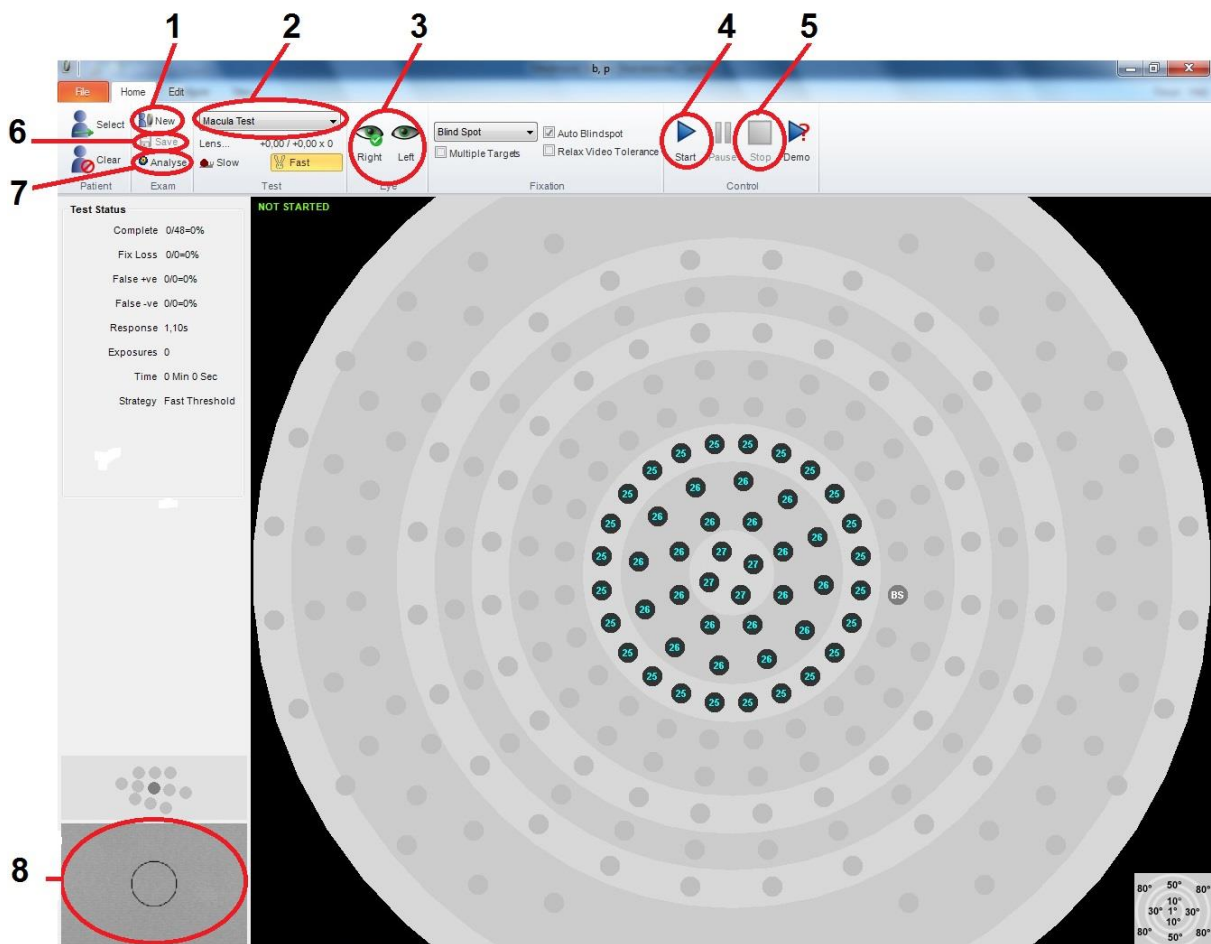 1 2 3 4 5
b, p
File Home Edit
6
7
Select
Clear
Patient
New
Save
Analyse
Exam
Macula Test
Lens... +0,00 / +0,00 x 0
Slow Fast
Test
Right Left
Eye
Blind Spot Auto Blindspot
Multiple Targets Relax Video Tolerance
Fixation
Start Pause Stop Demo
Control
Test Status
Complete 0/48=0%
Fix Loss 0/0=0%
False +ve 0/0=0%
False -ve 0/0=0%
Response 1,10s
Exposures 0
Time 0 Min 0 Sec
Strategy Fast Threshold
NOT STARTED
25 25
25 25
25 25
26 26
25 26 25
25 26 26 26 26 25
25 26 26 27 27 26 25
25 26 27 27 26 26 25 BS
25 26 26 26 26 25
25 26 26 26 25
25 25
25 25
25 25
8
80° 50° 80°
10°
30° 1° 30°
10°
80° 50° 80°